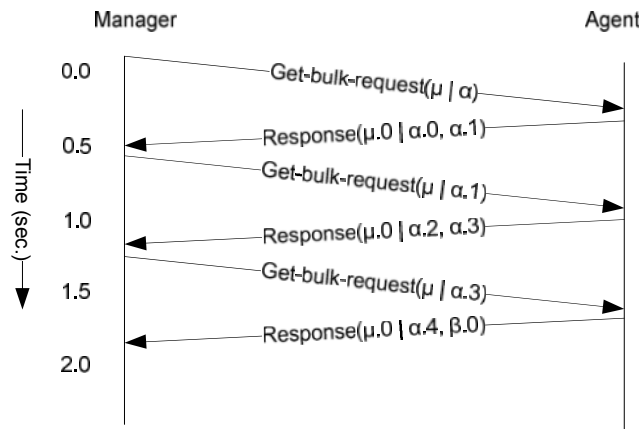 Manager
Agent
0.0
Get-bulk-request(μ | α)
Response(μ.0 | α.0, α.1)
0.5
Get-bulk-request(μ | α.1)
1.0
Response(μ.0 | α.2, α.3)
Get-bulk-request(μ | α.3)
1.5
Response(μ.0 | α.4, β.0)
2.0
Time (sec.)